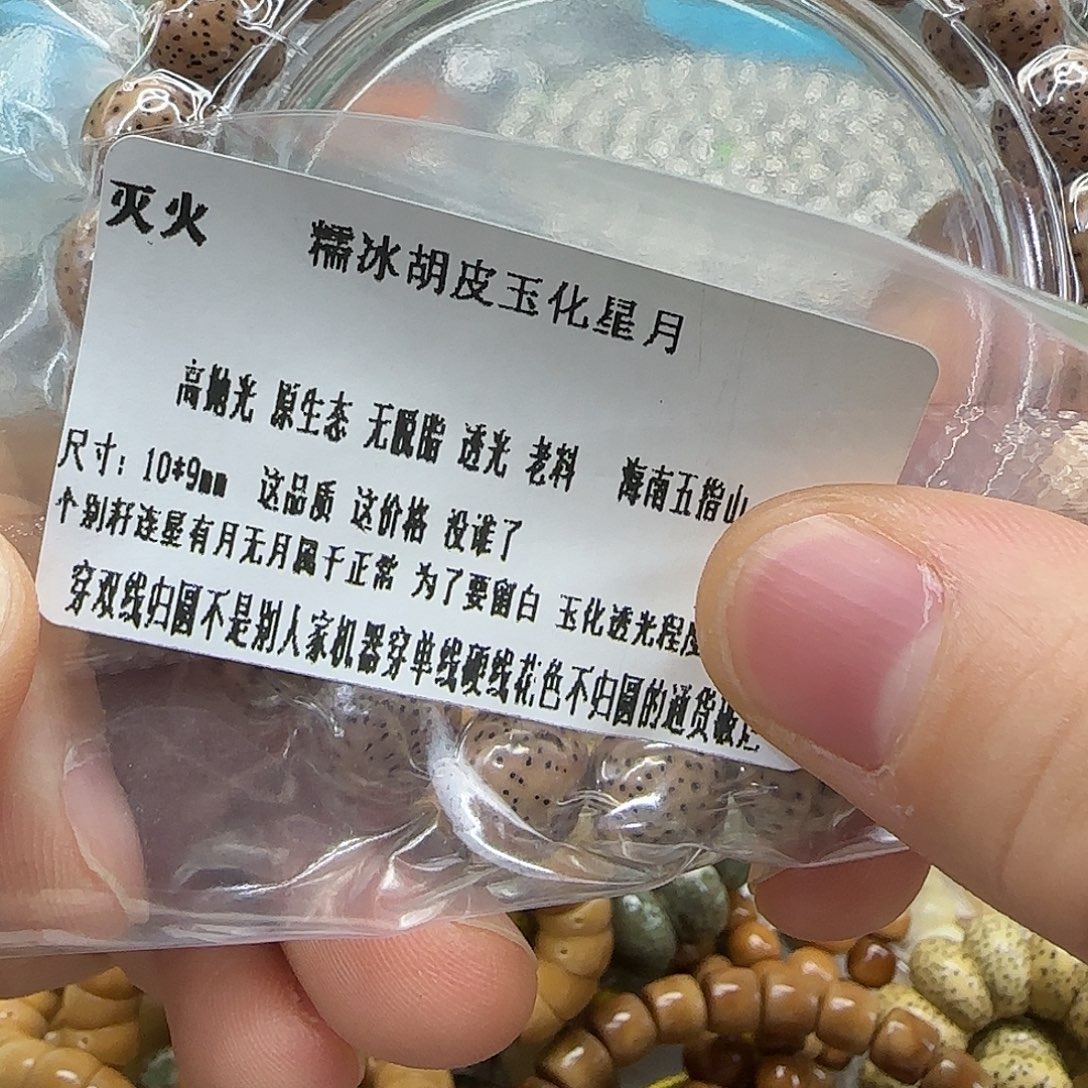 灭火
糯冰胡皮玉化星月
高抛光 原生态 无脱脂 透光 老料 海南五指山
尺寸：10*9mm 这品质 这价格 没谁了
个别籽连星有月无月属于正常 为了要留白 玉化透光程
穿双线归圆不是别人家机器穿单线硬线花色不归圆的通货